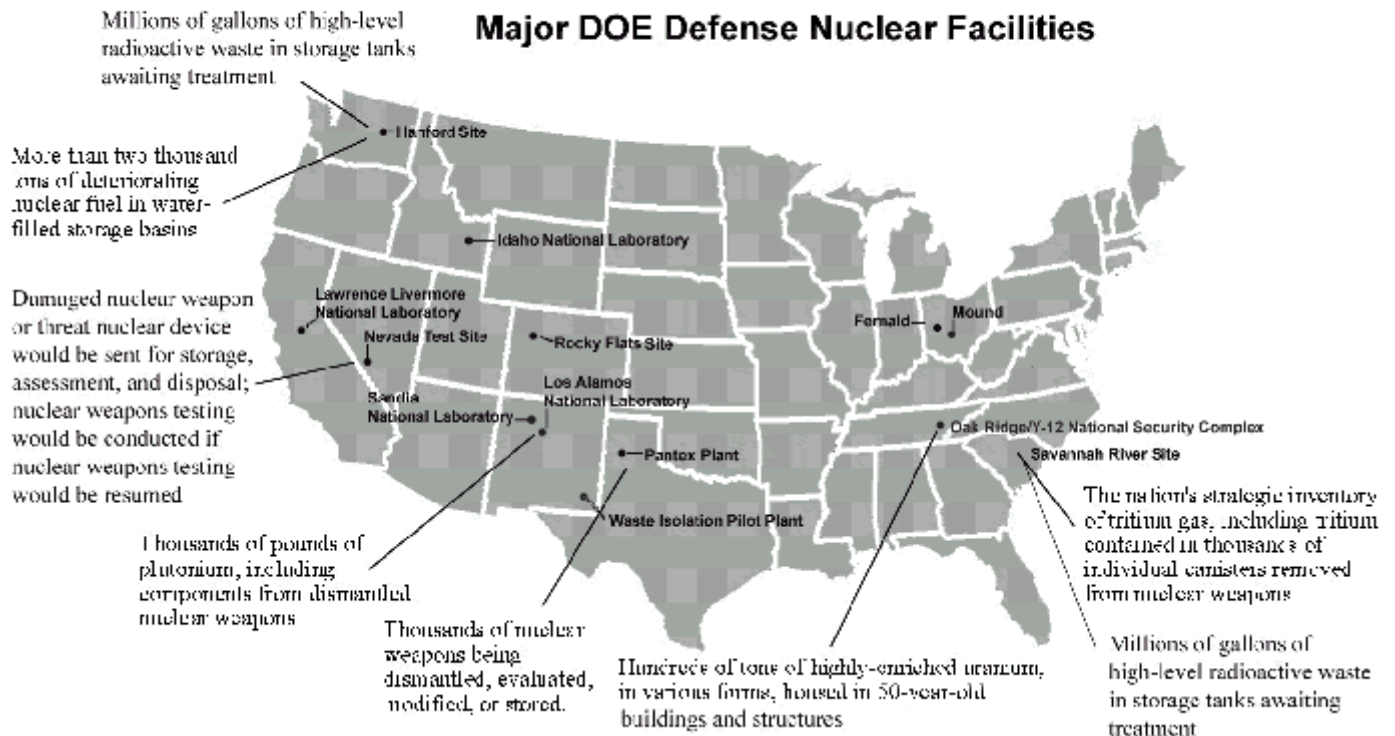 Major DOE Defense Nuclear Facilities
Millions of gallons of high-level
radioactive waste in storage tanks
awaiting treatment
Hanford Site
More than two thousand
tons of deteriorating
nuclear fuel in water-
filled storage basins
Idaho National Laboratory
Damaged nuclear weapon
or threat nuclear device
would be sent for storage,
assessment, and disposal;
nuclear weapons testing
would be conducted if
nuclear weapons testing
would be resumed
Lawrence Livermore
National Laboratory
Nevada Test Site
Rocky Flats Site
Fernald
Mound
Sandia
National Laboratory
Los Alamos
National Laboratory
Pantex Plant
Oak Ridge/Y-12 National Security Complex
Savannah River Site
Waste Isolation Pilot Plant
The nation's strategic inventory
of tritium gas, including tritium
contained in thousands of
individual canisters removed
from nuclear weapons
Thousands of pounds of
plutonium, including
components from dismantled
nuclear weapons
Thousands of nuclear
weapons being
dismantled, evaluated,
modified, or stored.
Hundreds of tons of highly-enriched uranium,
in various forms, housed in 50-year-old
buildings and structures
Millions of gallons of
high-level radioactive waste
in storage tanks awaiting
treatment